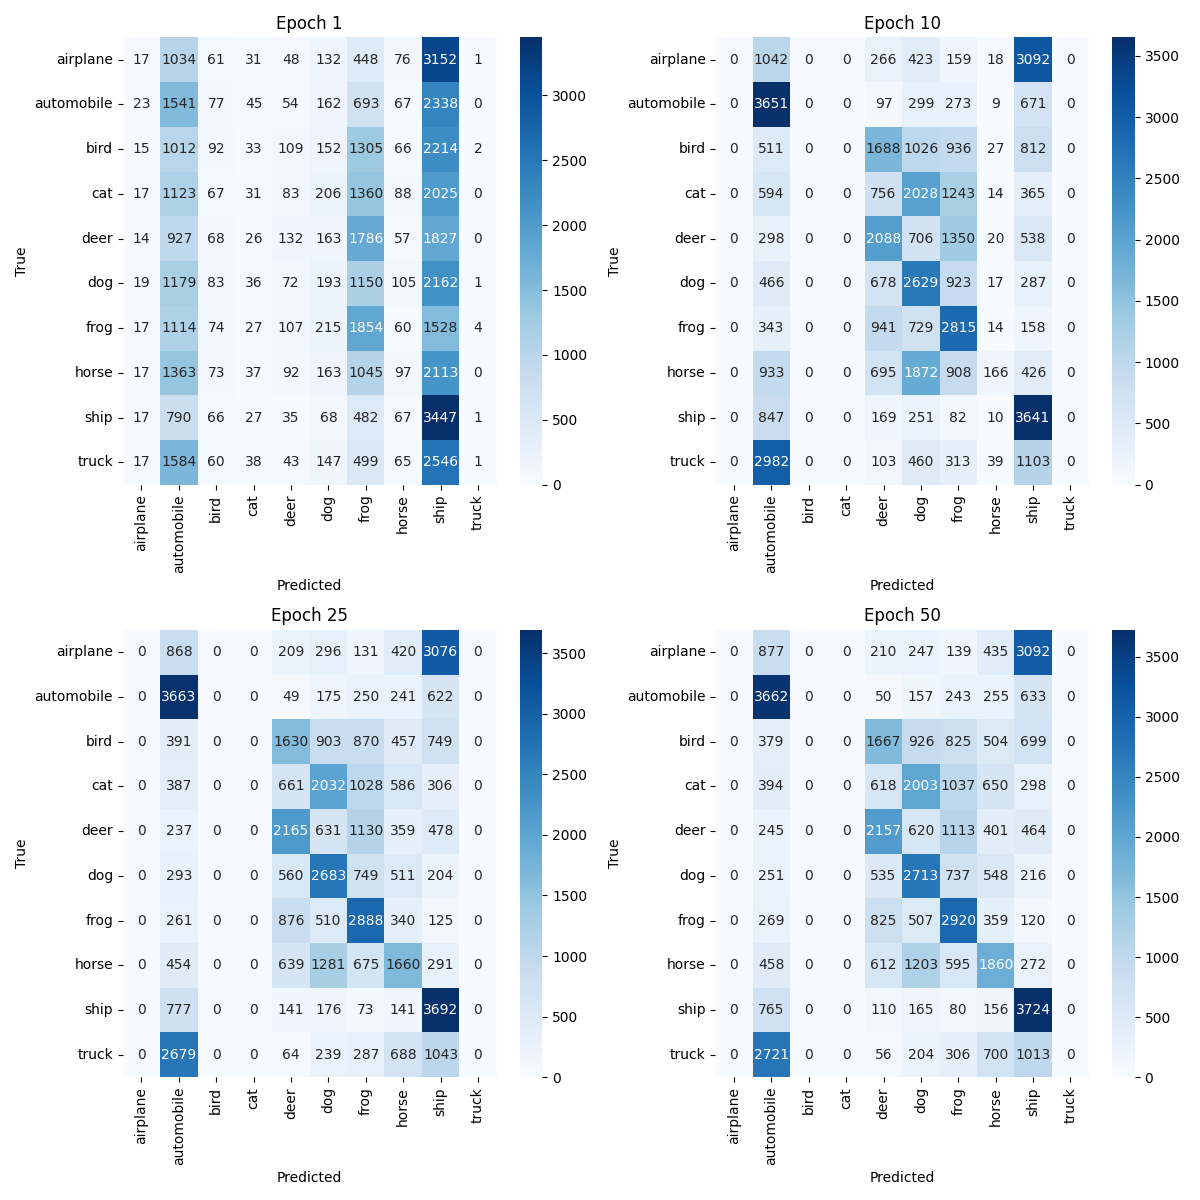 Epoch 1
airplane 17 1034 61 31 48 132 448 76 3152 1
automobile 23 1541 77 45 54 162 693 67 2338 0
bird 15 1012 92 33 109 152 1305 66 2214 2
cat 17 1123 67 31 83 206 1360 88 2025 0
deer 14 927 68 26 132 163 1786 57 1827 0
dog 19 1179 83 36 72 193 1150 105 2162 1
frog 17 1114 74 27 107 215 1854 60 1528 4
horse 17 1363 73 37 92 163 1045 97 2113 0
ship 17 790 66 27 35 68 482 67 3447 1
truck 17 1584 60 38 43 147 499 65 2546 1
airplane automobile bird cat deer dog frog horse ship truck
Predicted
True
3000
2500
2000
1500
1000
500
0
Epoch 10
airplane 0 1042 0 0 266 423 159 18 3092 0
automobile 0 3651 0 0 97 299 273 9 671 0
bird 0 511 0 0 1688 1026 936 27 812 0
cat 0 594 0 0 756 2028 1243 14 365 0
deer 0 298 0 0 2088 706 1350 20 538 0
dog 0 466 0 0 678 2629 923 17 287 0
frog 0 343 0 0 941 729 2815 14 158 0
horse 0 933 0 0 695 1872 908 166 426 0
ship 0 847 0 0 169 251 82 10 3641 0
truck 0 2982 0 0 103 460 313 39 1103 0
airplane automobile bird cat deer dog frog horse ship truck
Predicted
True
3500
3000
2500
2000
1500
1000
500
0
Epoch 25
airplane 0 868 0 0 209 296 131 420 3076 0
automobile 0 3663 0 0 49 175 250 241 622 0
bird 0 391 0 0 1630 903 870 457 749 0
cat 0 387 0 0 661 2032 1028 586 306 0
deer 0 237 0 0 2165 631 1130 359 478 0
dog 0 293 0 0 560 2683 749 511 204 0
frog 0 261 0 0 876 510 2888 340 125 0
horse 0 454 0 0 639 1281 675 1660 291 0
ship 0 777 0 0 141 176 73 141 3692 0
truck 0 2679 0 0 64 239 287 688 1043 0
airplane automobile bird cat deer dog frog horse ship truck
Predicted
True
3500
3000
2500
2000
1500
1000
500
0
Epoch 50
airplane 0 877 0 0 210 247 139 435 3092 0
automobile 0 3662 0 0 50 157 243 255 633 0
bird 0 379 0 0 1667 926 825 504 699 0
cat 0 394 0 0 618 2003 1037 650 298 0
deer 0 245 0 0 2157 620 1113 401 464 0
dog 0 251 0 0 535 2713 737 548 216 0
frog 0 269 0 0 825 507 2920 359 120 0
horse 0 458 0 0 612 1203 595 1860 272 0
ship 0 765 0 0 110 165 80 156 3724 0
truck 0 2721 0 0 56 204 306 700 1013 0
airplane automobile bird cat deer dog frog horse ship truck
Predicted
True
3500
3000
2500
2000
1500
1000
500
0